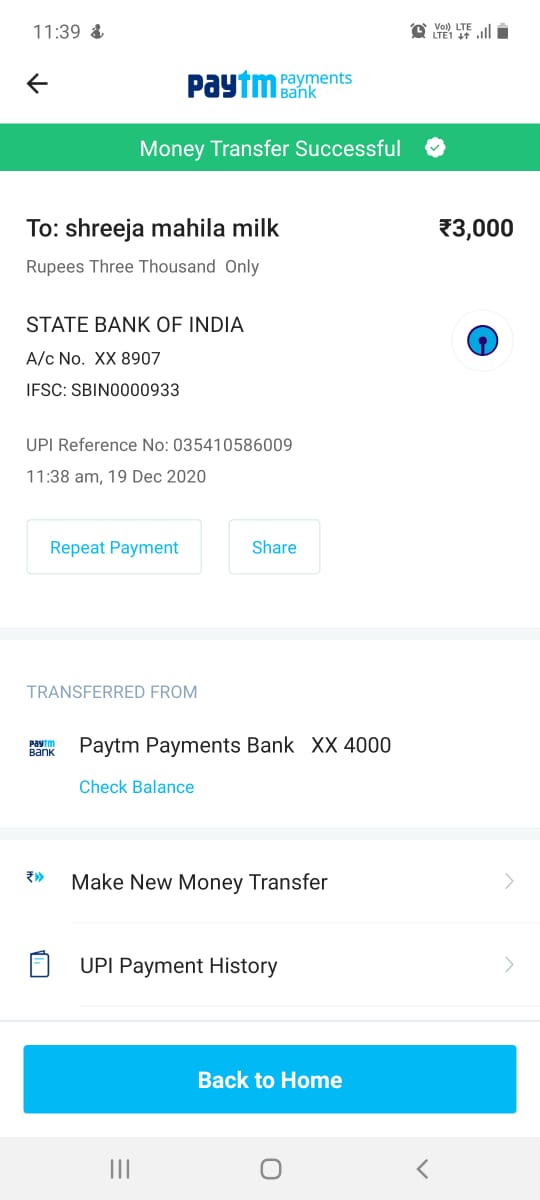 11:39
Vo)) LTE
LTE1
paytm payments
bank
Money Transfer Successful
To: shreeja mahila milk ₹3,000
Rupees Three Thousand Only
STATE BANK OF INDIA
A/c No. XX 8907
IFSC: SBIN0000933
UPI Reference No: 035410586009
11:38 am, 19 Dec 2020
Repeat Payment Share
TRANSFERRED FROM
paytm
bank
Paytm Payments Bank XX 4000
Check Balance
₹ Make New Money Transfer
UPI Payment History
Back to Home